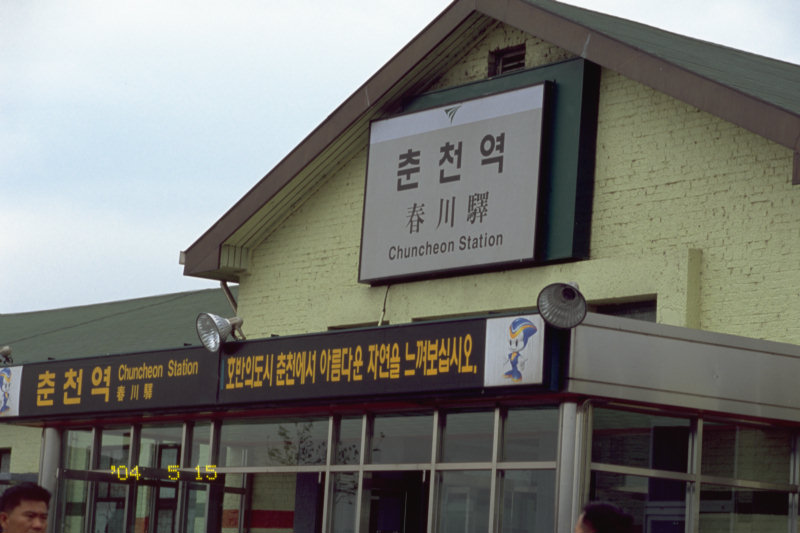 춘천역
春川驛
Chuncheon Station
춘천역 Chuncheon Station
春川驛
호반의도시 춘천에서 아름다운 자연을 느껴보십시오.
'04 5 15